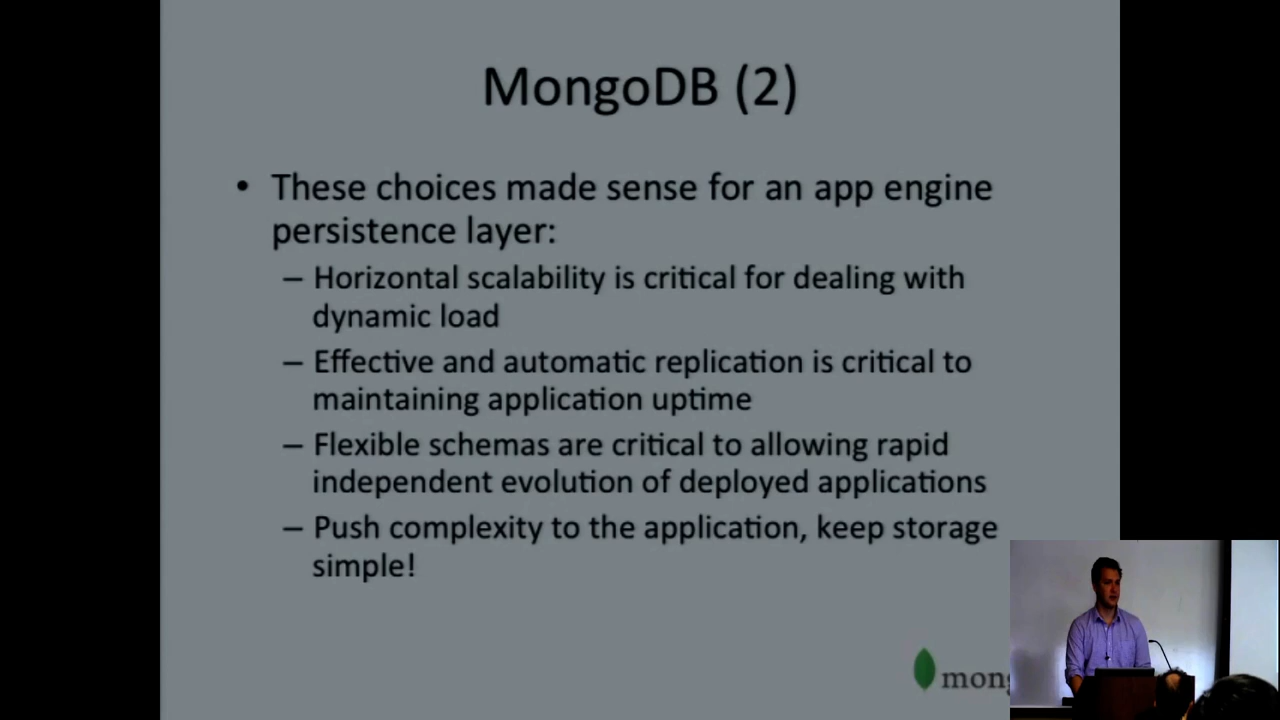 MongoDB (2)
• These choices made sense for an app engine
persistence layer:
– Horizontal scalability is critical for dealing with
dynamic load
– Effective and automatic replication is critical to
maintaining application uptime
– Flexible schemas are critical to allowing rapid
independent evolution of deployed applications
– Push complexity to the application, keep storage
simple!